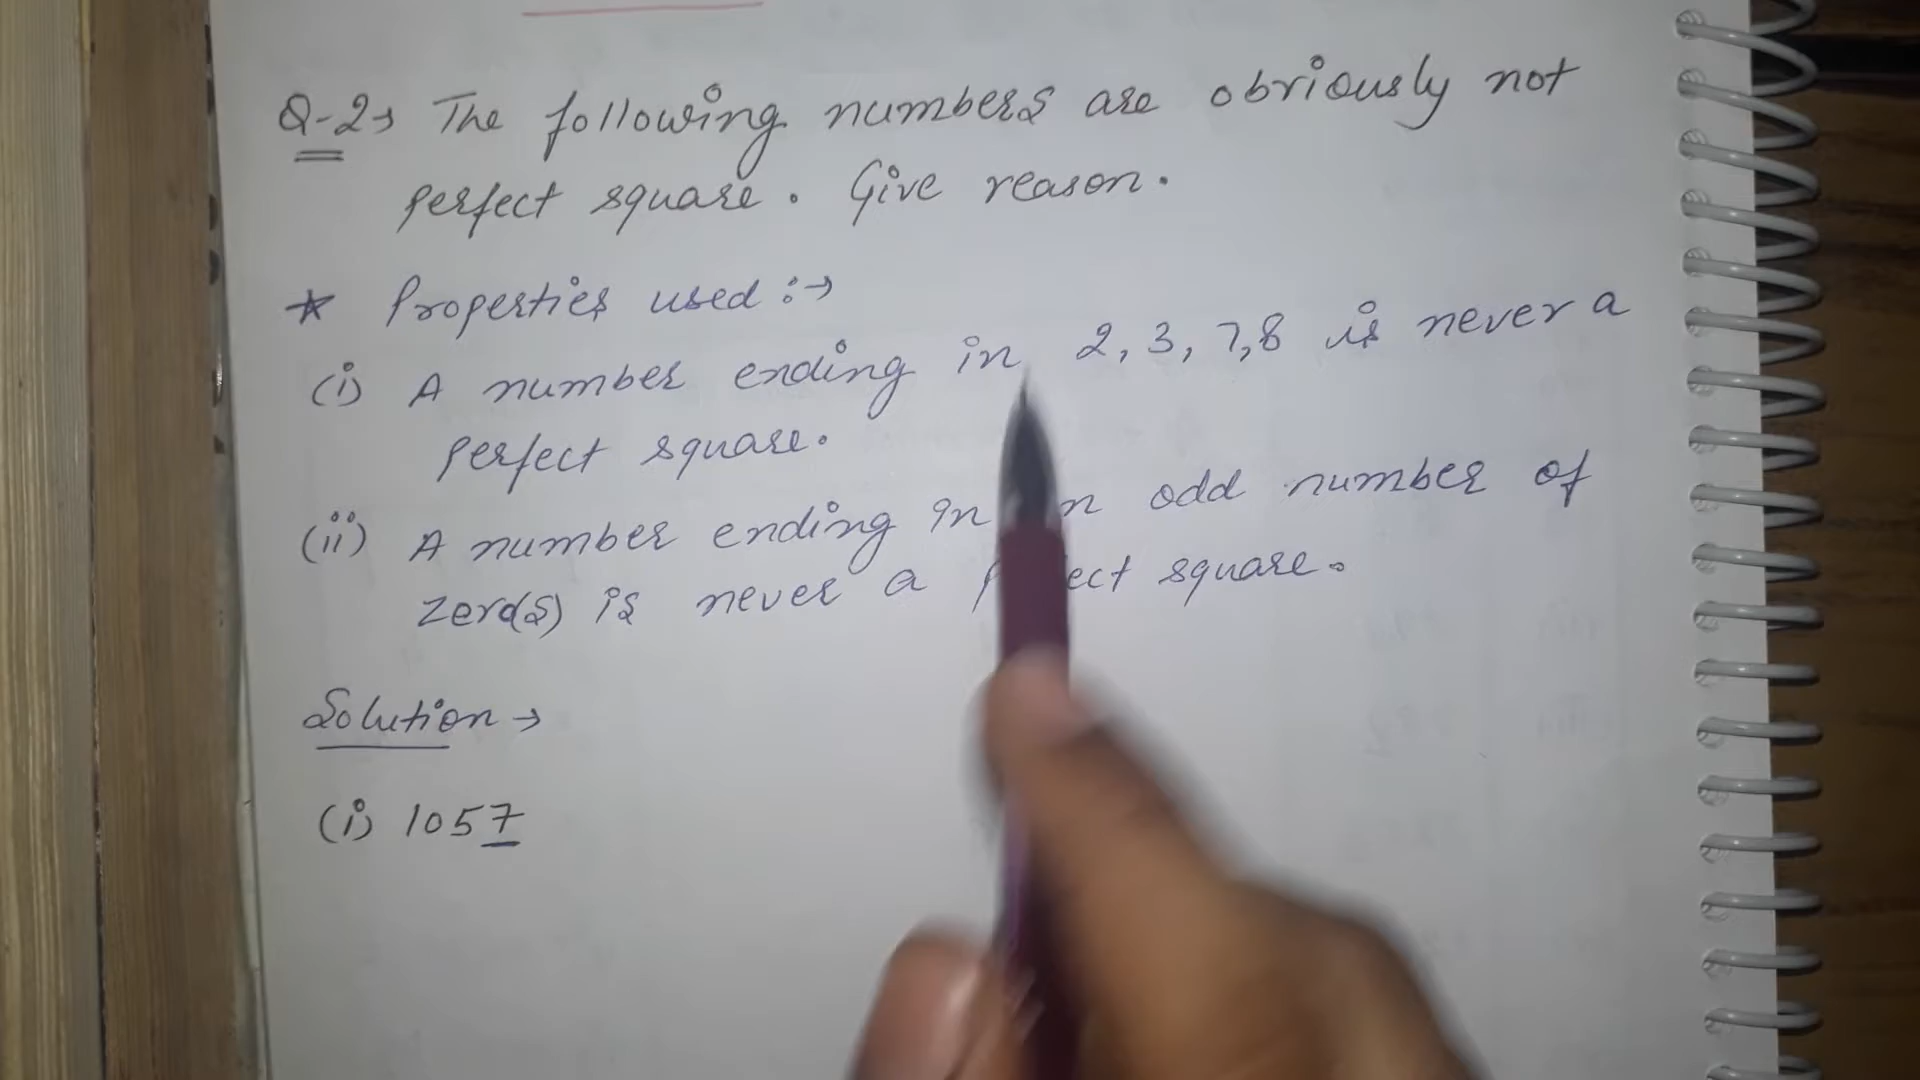 Q-2→ The following numbers are obviously not
perfect square. Give reason.
* Properties used :→
(i) A number ending in 2, 3, 7,8 is never a
perfect square.
(ii) A number ending in odd number of
zero(s) is never a square.
Solution →
(i) 1057